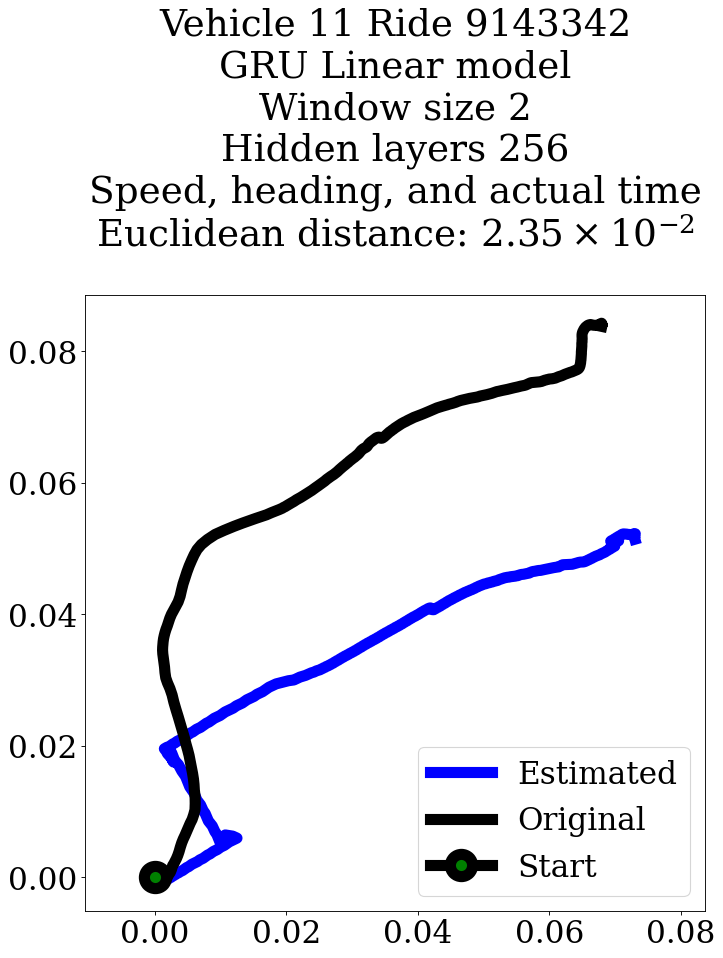 Vehicle 11 Ride 9143342
GRU Linear model
Window size 2
Hidden layers 256
Speed, heading, and actual time
Euclidean distance: 2.35 × 10⁻²
0.08
0.06
0.04
0.02
0.00
Estimated
Original
Start
0.00 0.02 0.04 0.06 0.08